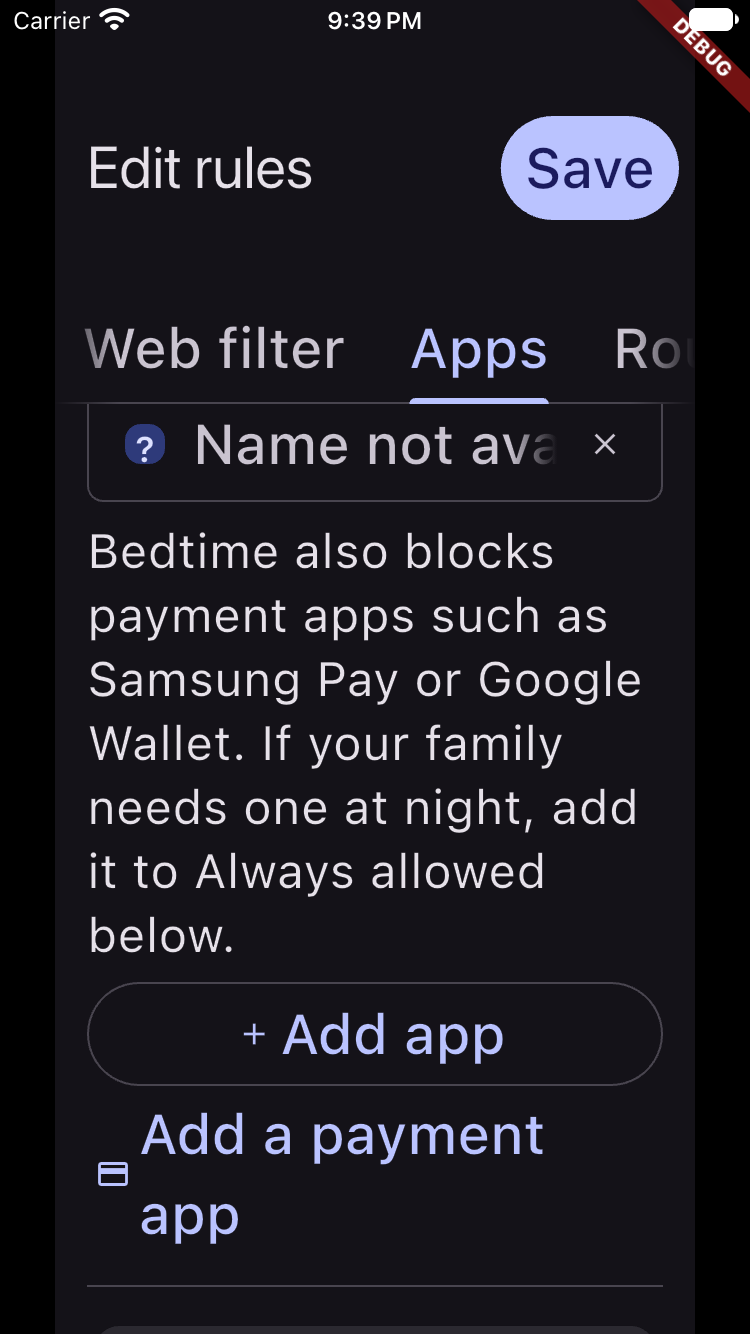 Carrier 9:39 PM
DEBUG
Edit rules Save
Web filter Apps
? Name not
Bedtime also blocks
payment apps such as
Samsung Pay or Google
Wallet. If your family
needs one at night, add
it to Always allowed
below.
+ Add app
Add a payment
app